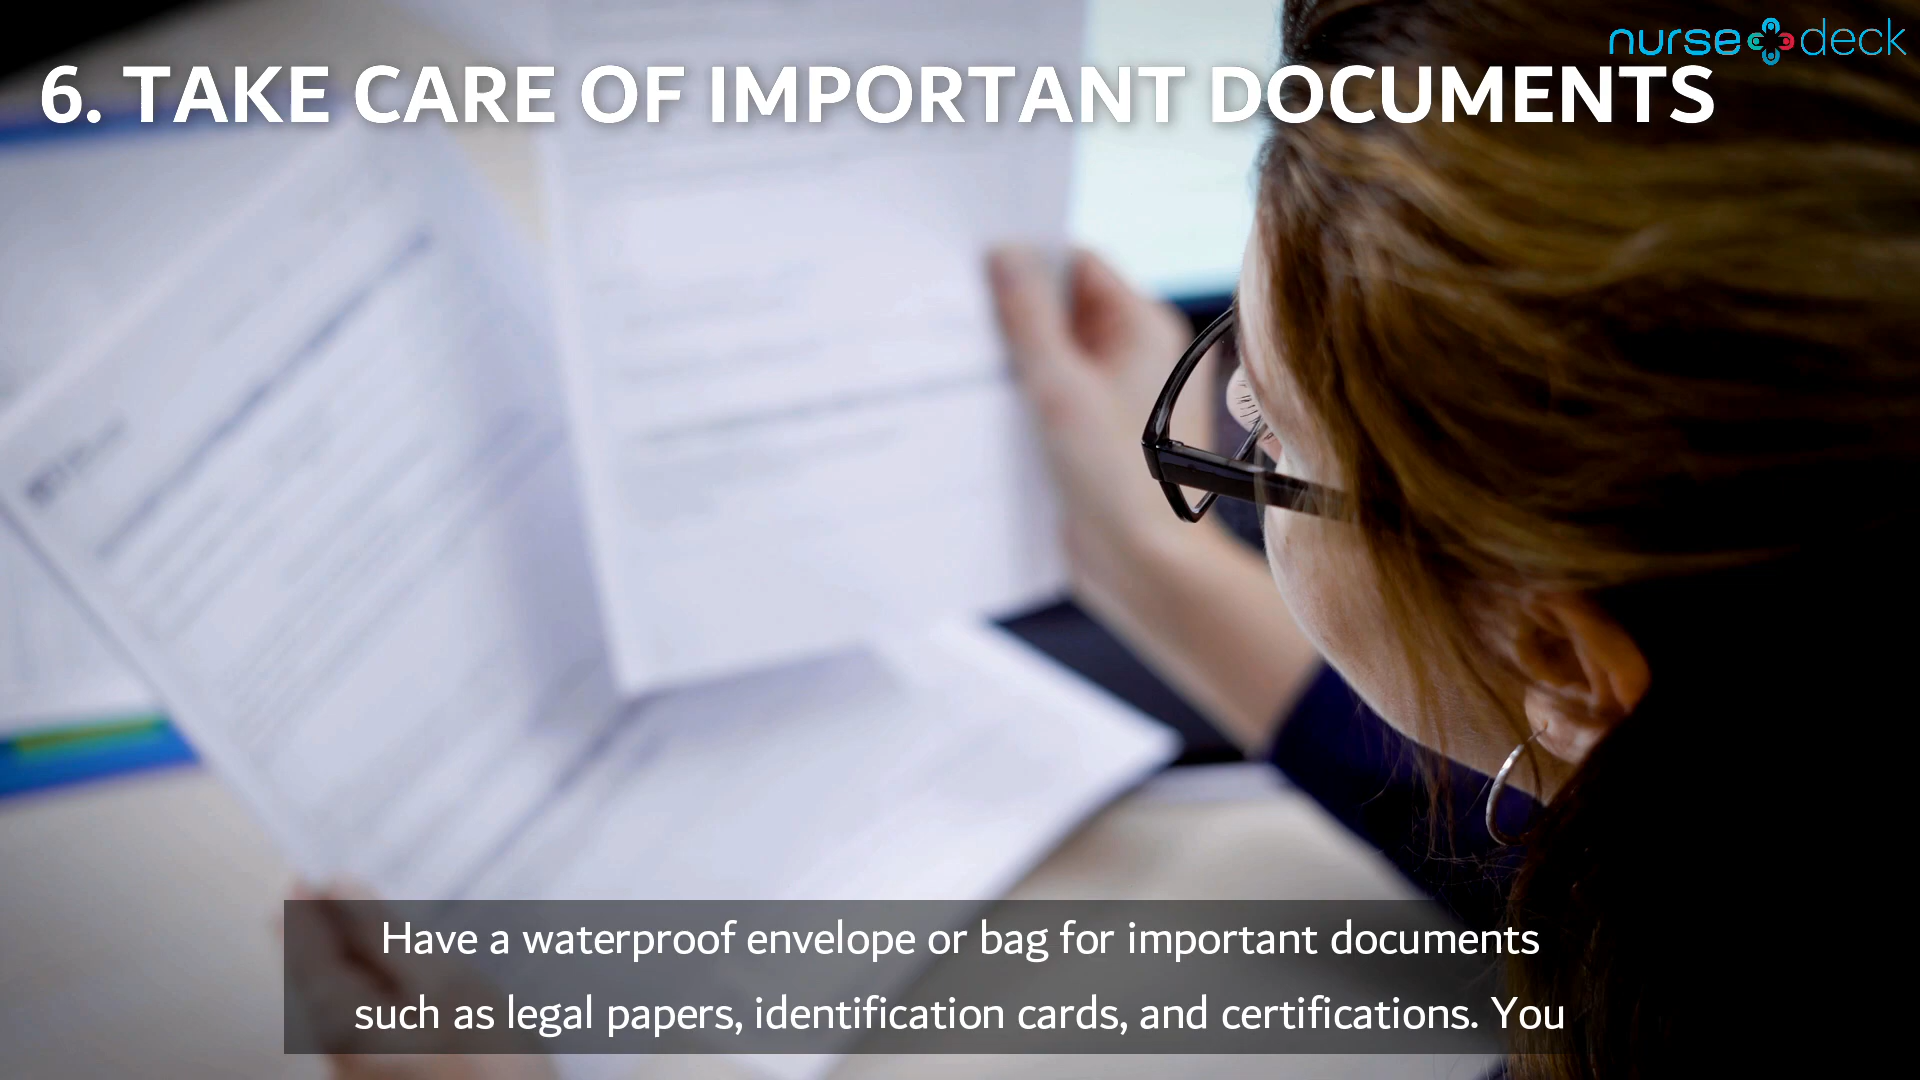 nurse deck
6. TAKE CARE OF IMPORTANT DOCUMENTS
Have a waterproof envelope or bag for important documents
such as legal papers, identification cards, and certifications. You